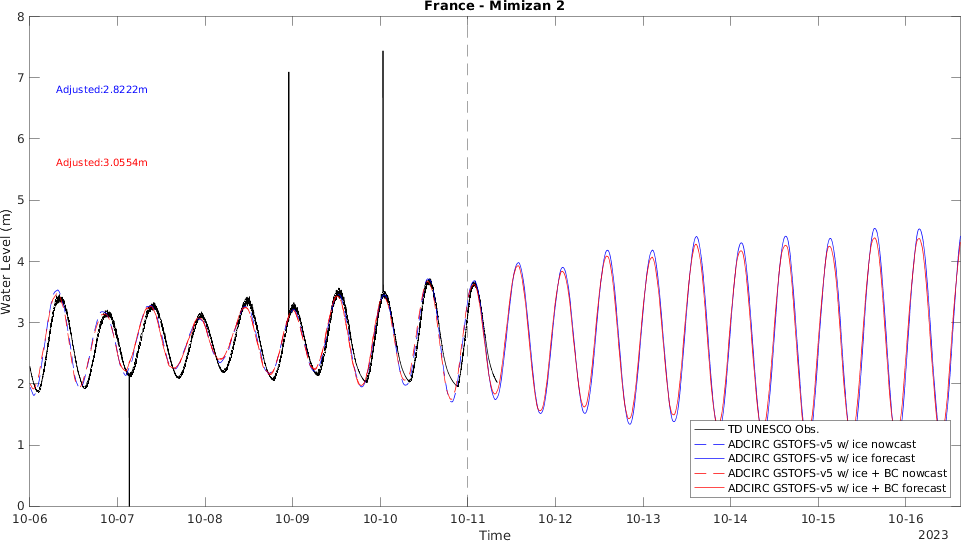 France - Mimizan 2
8
7
6
5
4
3
2
1
0
Water Level (m)
Adjusted:2.8222m
Adjusted:3.0554m
TD UNESCO Obs.
ADCIRC GSTOFS-v5 w/ ice nowcast
ADCIRC GSTOFS-v5 w/ ice forecast
ADCIRC GSTOFS-v5 w/ ice + BC nowcast
ADCIRC GSTOFS-v5 w/ ice + BC forecast
10-06 10-07 10-08 10-09 10-10 10-11 10-12 10-13 10-14 10-15 10-16
Time
2023